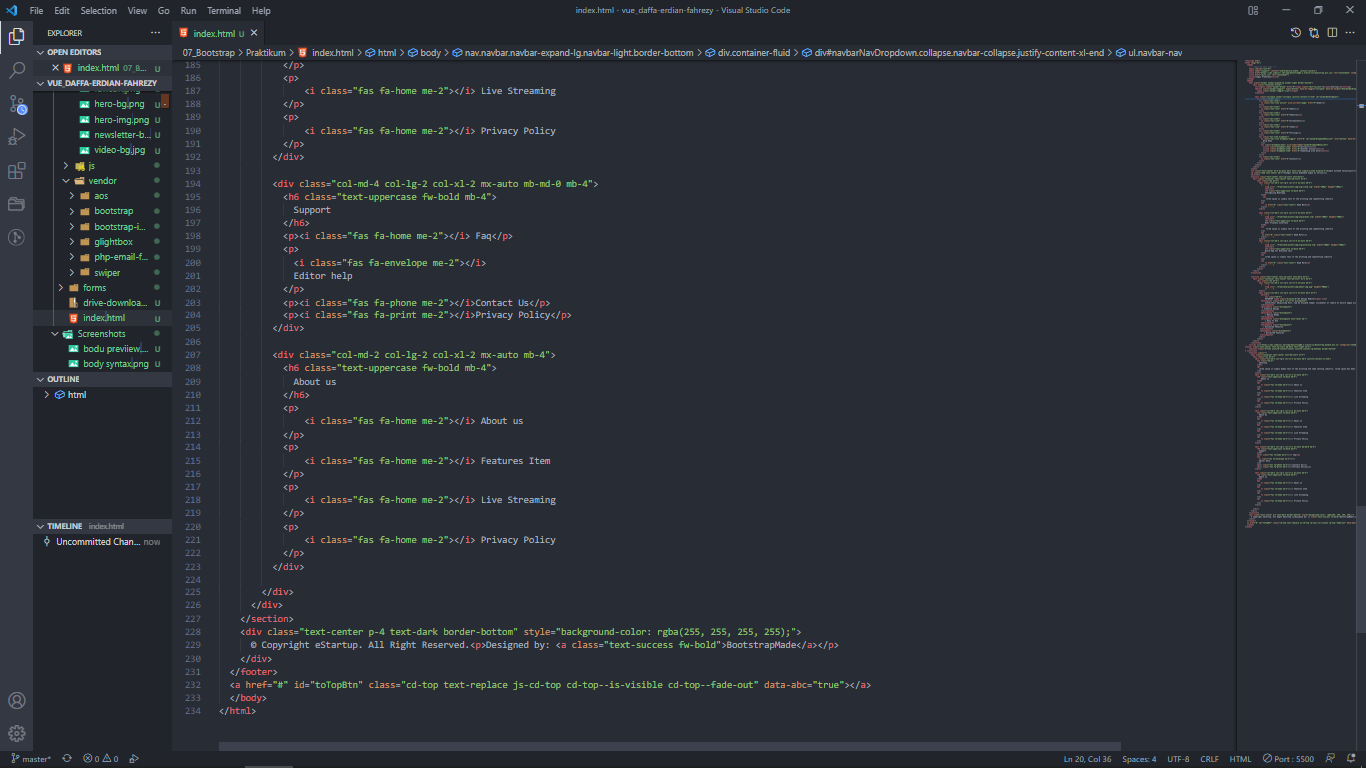 File Edit Selection View Go Run Terminal Help
index.html - vue_daffa-erdian-fahrezy - Visual Studio Code
EXPLORER
OPEN EDITORS
index.html 07_B... U
VUE_DAFFA-ERDIAN-FAHREZY
hero-bg.png U
hero-img.png U
newsletter-b... U
video-bg.jpg U
js
vendor
aos
bootstrap
bootstrap-i...
glightbox
php-email-f...
swiper
forms
drive-downloa... U
index.html U
Screenshots
bodu previiew.... U
body syntax.png U
OUTLINE
html
TIMELINE index.html
Uncommitted Chan... now
index.html U
07_Bootstrap > Praktikum > index.html > html > body > nav.navbar.navbar-expand-lg.navbar-light.border-bottom > div.container-fluid > div#navbarNavDropdown.collapse.navbar-collapse.justify-content-xl-end > ul.navbar-nav
185 </p>
186 <p>
187 <i class="fas fa-home me-2"></i> Live Streaming
188 </p>
189 <p>
190 <i class="fas fa-home me-2"></i> Privacy Policy
191 </p>
192 </div>
193
194 <div class="col-md-4 col-lg-2 col-xl-2 mx-auto mb-md-0 mb-4">
195 <h6 class="text-uppercase fw-bold mb-4">
196 Support
197 </h6>
198 <p><i class="fas fa-home me-2"></i> Faq</p>
199 <p>
200 <i class="fas fa-envelope me-2"></i>
201 Editor help
202 </p>
203 <p><i class="fas fa-phone me-2"></i>Contact Us</p>
204 <p><i class="fas fa-print me-2"></i>Privacy Policy</p>
205 </div>
206
207 <div class="col-md-2 col-lg-2 col-xl-2 mx-auto mb-4">
208 <h6 class="text-uppercase fw-bold mb-4">
209 About us
210 </h6>
211 <p>
212 <i class="fas fa-home me-2"></i> About us
213 </p>
214 <p>
215 <i class="fas fa-home me-2"></i> Features Item
216 </p>
217 <p>
218 <i class="fas fa-home me-2"></i> Live Streaming
219 </p>
220 <p>
221 <i class="fas fa-home me-2"></i> Privacy Policy
222 </p>
223 </div>
224
225 </div>
226 </div>
227 </section>
228 <div class="text-center p-4 text-dark border-bottom" style="background-color: rgba(255, 255, 255, 255);">
229 © Copyright eStartup. All Right Reserved.<p>Designed by: <a class="text-success fw-bold">BootstrapMade</a></p>
230 </div>
231 </footer>
232 <a href="#" id="toTopBtn" class="cd-top text-replace js-cd-top cd-top--is-visible cd-top--fade-out" data-abc="true"></a>
233 </body>
234 </html>
master* 0 0 Ln 20, Col 36 Spaces: 4 UTF-8 CRLF HTML Port : 5500